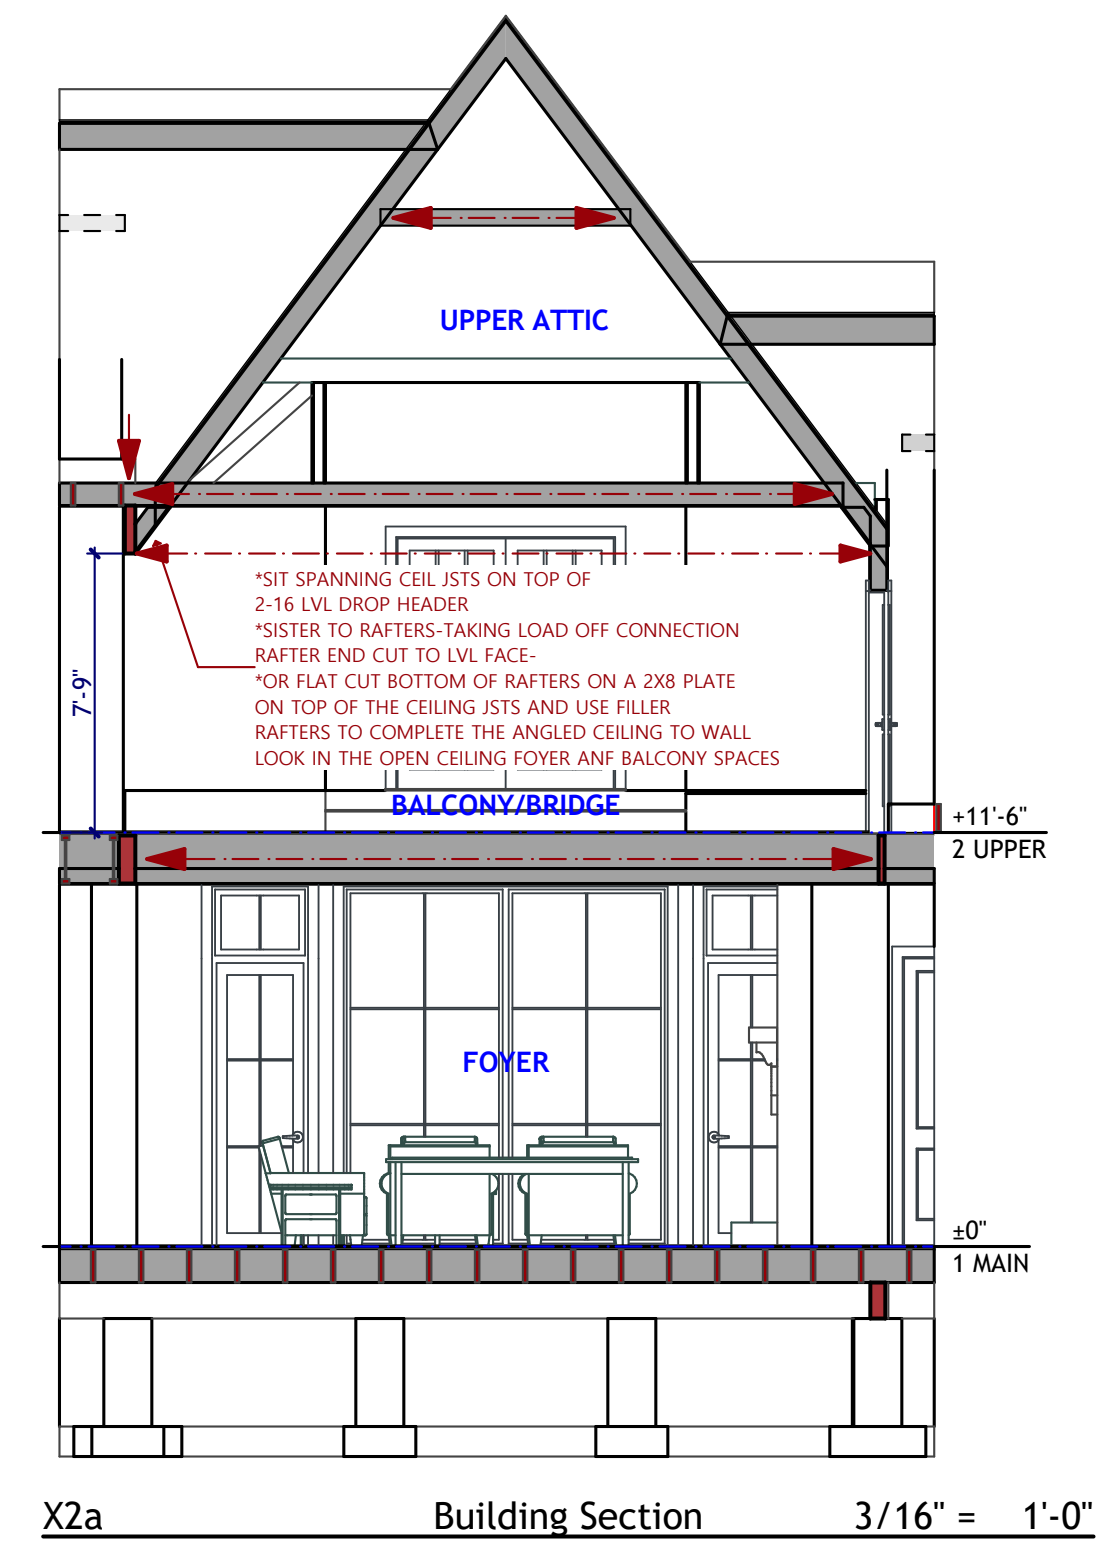 UPPER ATTIC
*SIT SPANNING CEIL JSTS ON TOP OF
2-16 LVL DROP HEADER
*SISTER TO RAFTERS-TAKING LOAD OFF CONNECTION
RAFTER END CUT TO LVL FACE-
*OR FLAT CUT BOTTOM OF RAFTERS ON A 2X8 PLATE
ON TOP OF THE CEILING JSTS AND USE FILLER
RAFTERS TO COMPLETE THE ANGLED CEILING TO WALL
LOOK IN THE OPEN CEILING FOYER ANF BALCONY SPACES
7'-9"
BALCONY/BRIDGE
+11'-6"
2 UPPER
FOYER
±0"
1 MAIN
X2a Building Section 3/16" = 1'-0"